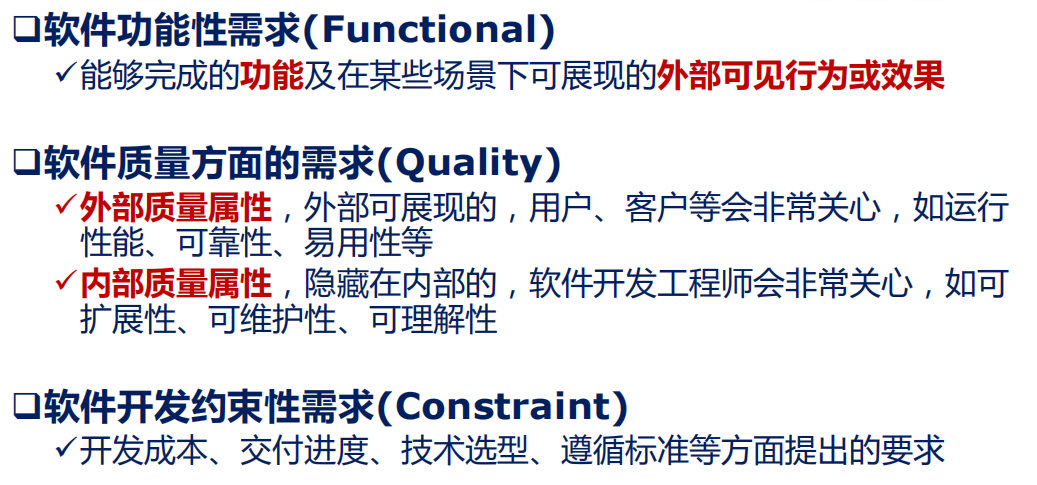 ❑软件功能性需求(Functional)
✓能够完成的功能及在某些场景下可展现的外部可见行为或效果
❑软件质量方面的需求(Quality)
✓外部质量属性，外部可展现的，用户、客户等会非常关心，如运行
性能、可靠性、易用性等
✓内部质量属性，隐藏在内部的，软件开发工程师会非常关心，如可
扩展性、可维护性、可理解性
❑软件开发约束性需求(Constraint)
✓开发成本、交付进度、技术选型、遵循标准等方面提出的要求